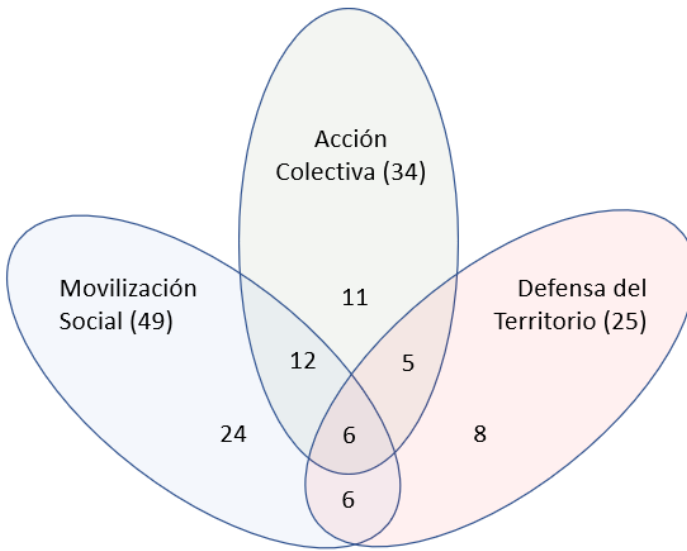 Acción
Colectiva (34)
Movilización
Social (49)
Defensa del
Territorio (25)
11
12
5
24
6
8
6